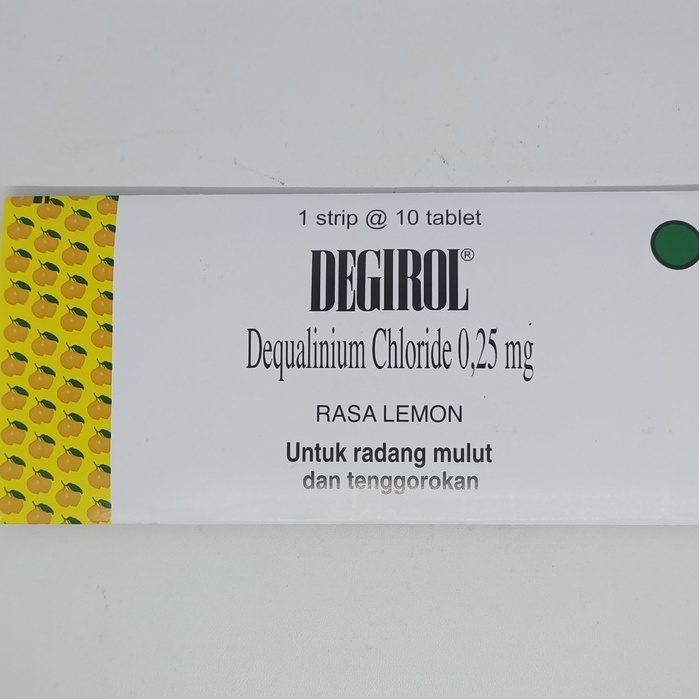 1 strip @ 10 tablet
DEGIROL®
Dequalinium Chloride 0,25 mg
RASA LEMON
Untuk radang mulut
dan tenggorokan